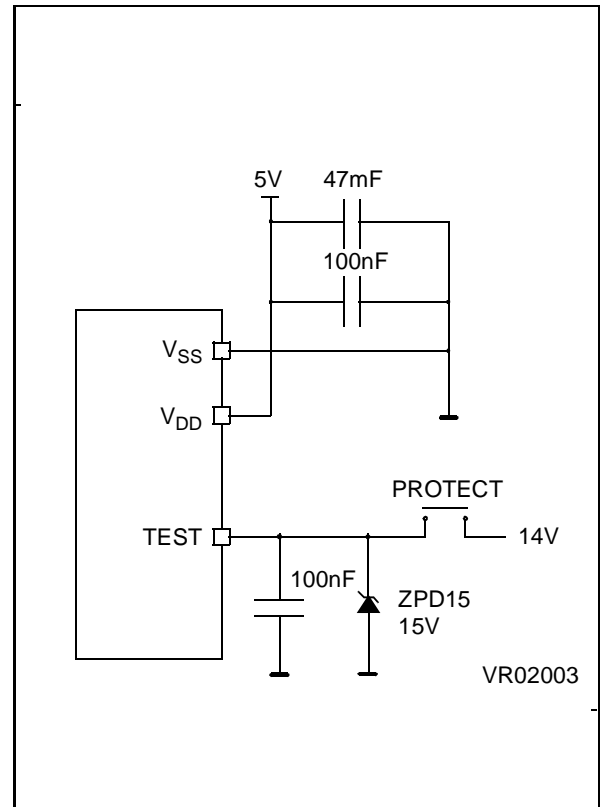 5V 47mF
100nF
VSS
VDD
PROTECT
TEST 14V
100nF ZPD15
15V
VR02003